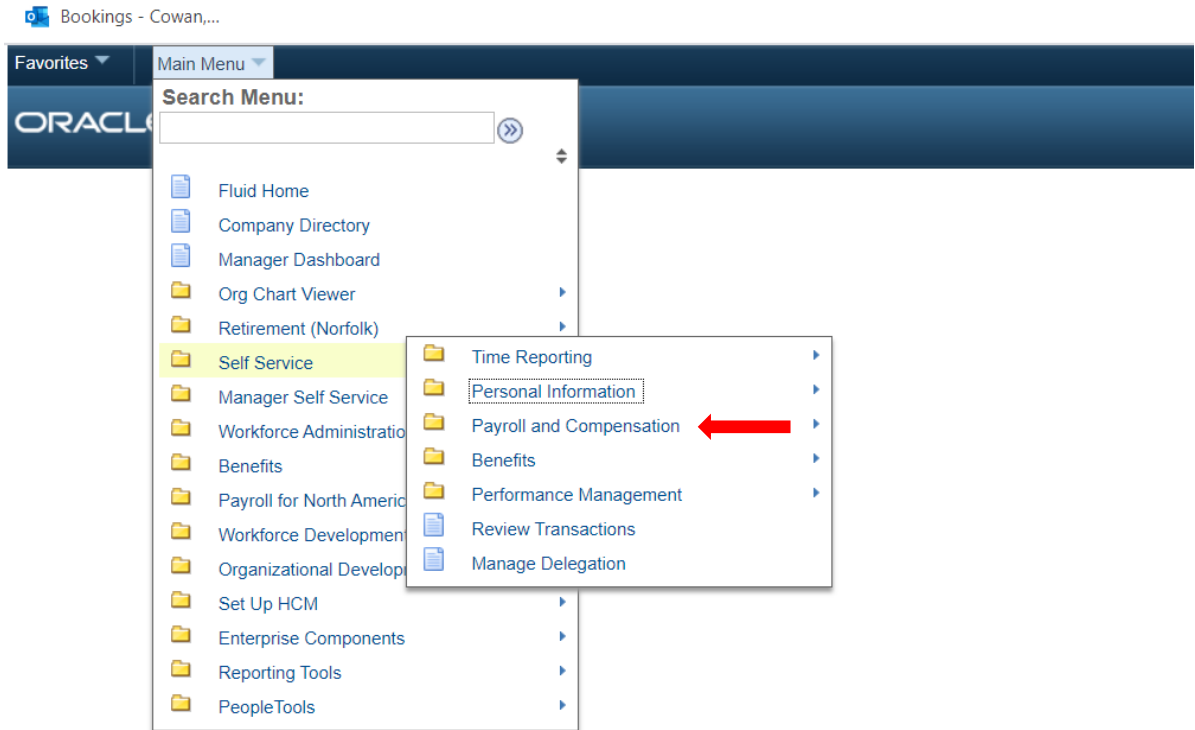 Bookings - Cowan,...
Favorites
Main Menu
Search Menu:
ORACLE
Fluid Home
Company Directory
Manager Dashboard
Org Chart Viewer
Retirement (Norfolk)
Self Service
Manager Self Service
Workforce Administratio
Benefits
Payroll for North Americ
Workforce Development
Organizational Develop
Set Up HCM
Enterprise Components
Reporting Tools
PeopleTools
Time Reporting
Personal Information
Payroll and Compensation
Benefits
Performance Management
Review Transactions
Manage Delegation